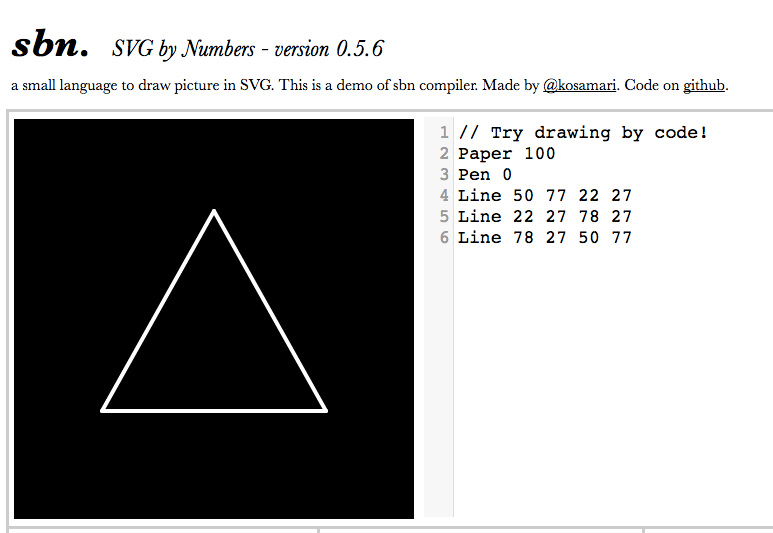 sbn. SVG by Numbers - version 0.5.6
a small language to draw picture in SVG. This is a demo of sbn compiler. Made by @kosamari. Code on github.
1 // Try drawing by code!
2 Paper 100
3 Pen 0
4 Line 50 77 22 27
5 Line 22 27 78 27
6 Line 78 27 50 77